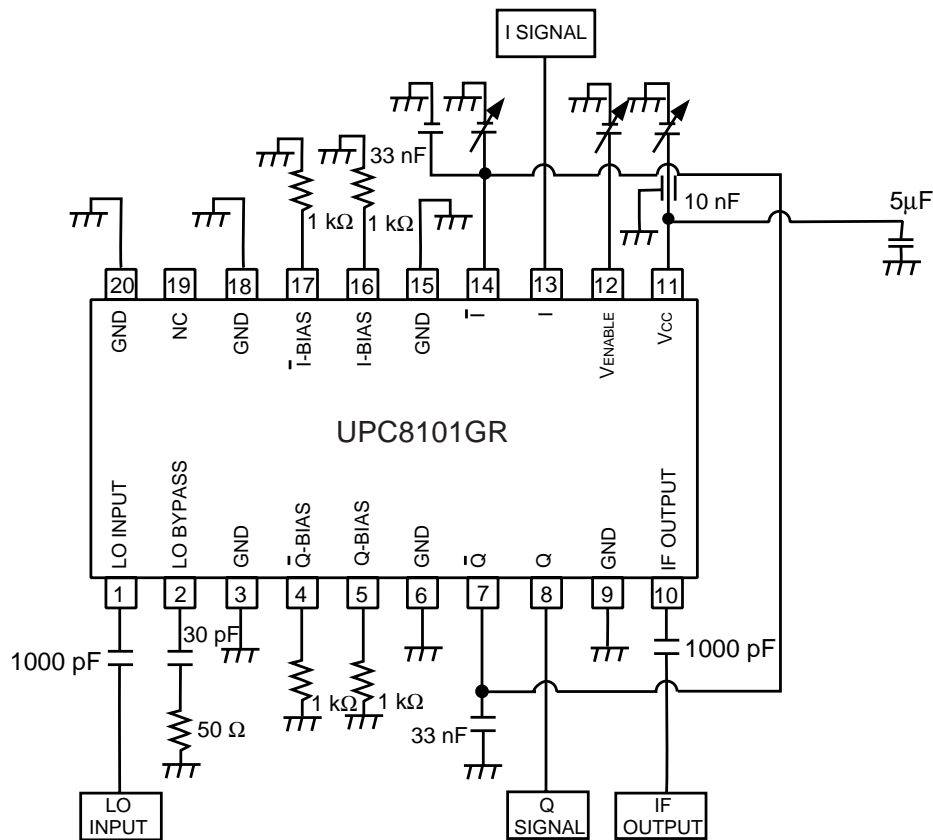 I SIGNAL
33 nF
1 kΩ
1 kΩ
10 nF
5μF
20
19
18
17
16
15
14
13
12
11
GND
NC
GND
I-BIAS
I-BIAS
GND
I
I
VENABLE
VCC
UPC8101GR
LO INPUT
LO BYPASS
GND
Q-BIAS
Q-BIAS
GND
Q
Q
GND
IF OUTPUT
1
2
3
4
5
6
7
8
9
10
1000 pF
30 pF
1000 pF
50 Ω
1 kΩ
1 kΩ
33 nF
LO
INPUT
Q
SIGNAL
IF
OUTPUT